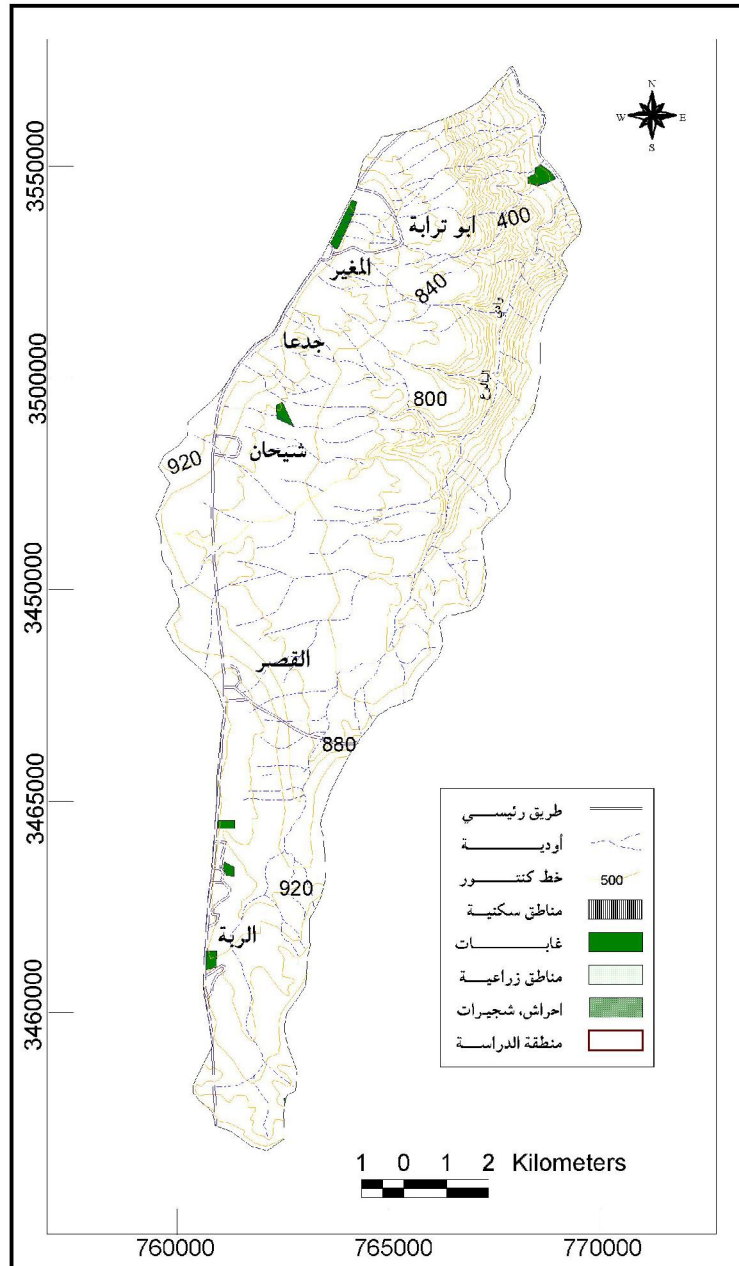 N
W E
S
3550000
400
ابو ترابة
المغير
840
وادي
جدعا
3500000
800
شيحان
920
3450000
القصر
880
3465000
طريق رئيسي
أودية
خط كنتور
500
مناطق سكنية
920
غابات
الربة
مناطق زراعية
احراش، شجيرات
3460000
منطقة الدراسة
1 0 1 2 Kilometers
760000 765000 770000